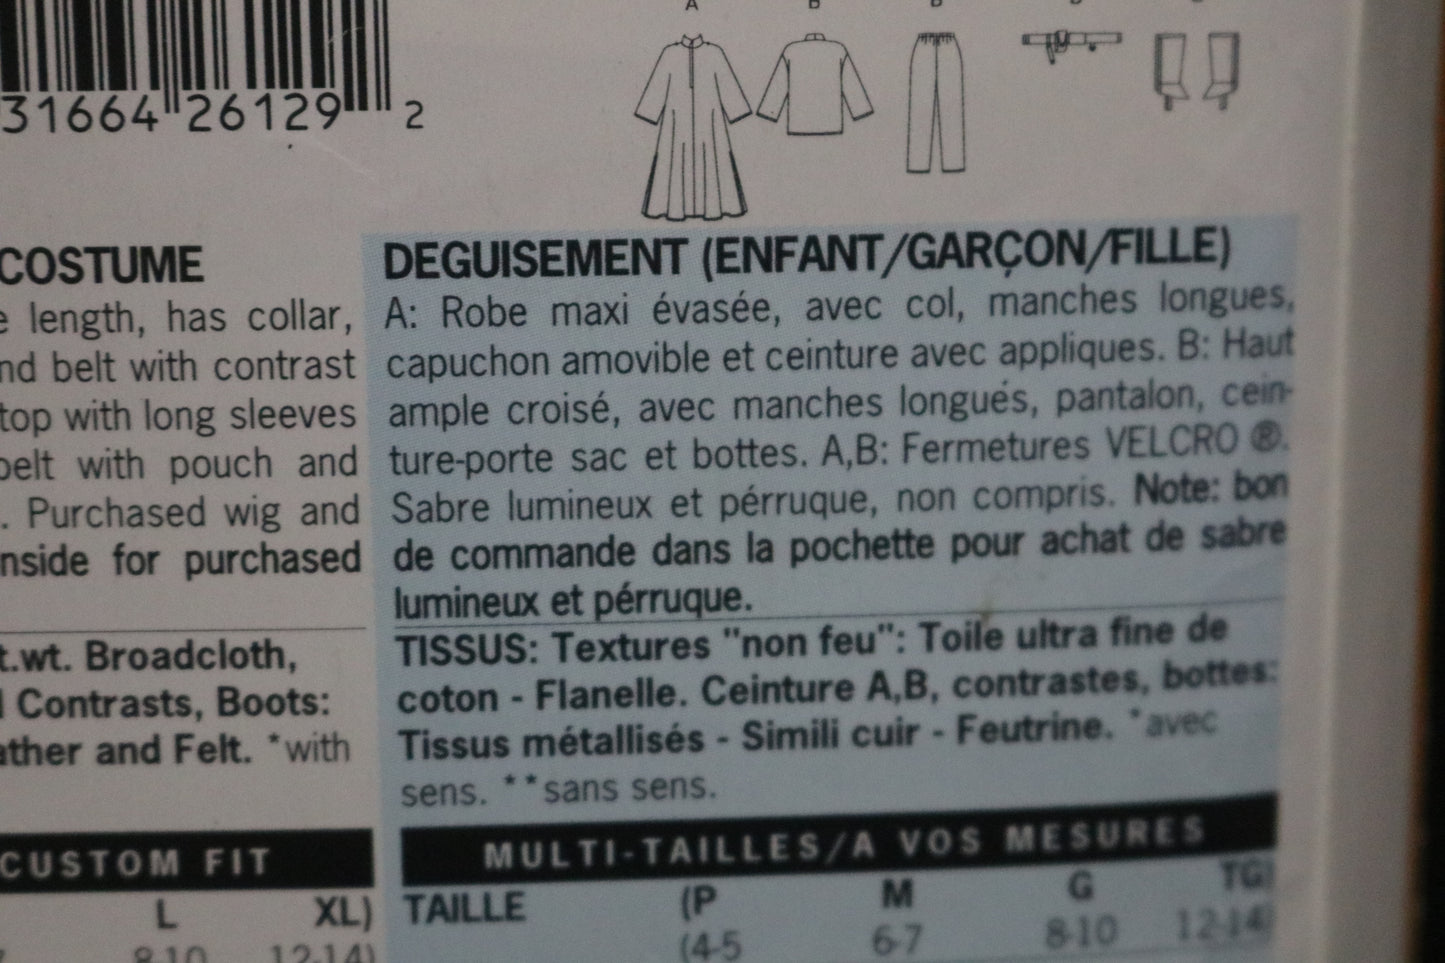 A B B B C
31664 26129 2
COSTUME
e length, has collar,
nd belt with contrast
top with long sleeves
belt with pouch and
. Purchased wig and
nside for purchased
t.wt. Broadcloth,
l Contrasts, Boots:
ather and Felt. *with
CUSTOM FIT
L XL)
8-10 12-14)
DEGUISEMENT (ENFANT/GARÇON/FILLE)
A: Robe maxi évasée, avec col, manches longues,
capuchon amovible et ceinture avec appliques. B: Haut
ample croisé, avec manches longués, pantalon, cein-
ture-porte sac et bottes. A,B: Fermetures VELCRO ®.
Sabre lumineux et pérruque, non compris. Note: bon
de commande dans la pochette pour achat de sabre
lumineux et pérruque.
TISSUS: Textures "non feu": Toile ultra fine de
coton - Flanelle. Ceinture A,B, contrastes, bottes:
Tissus métallisés - Simili cuir - Feutrine. *avec
sens. **sans sens.
MULTI-TAILLES/A VOS MESURES
TAILLE (P M G TG)
(4-5 6-7 8-10 12-14)